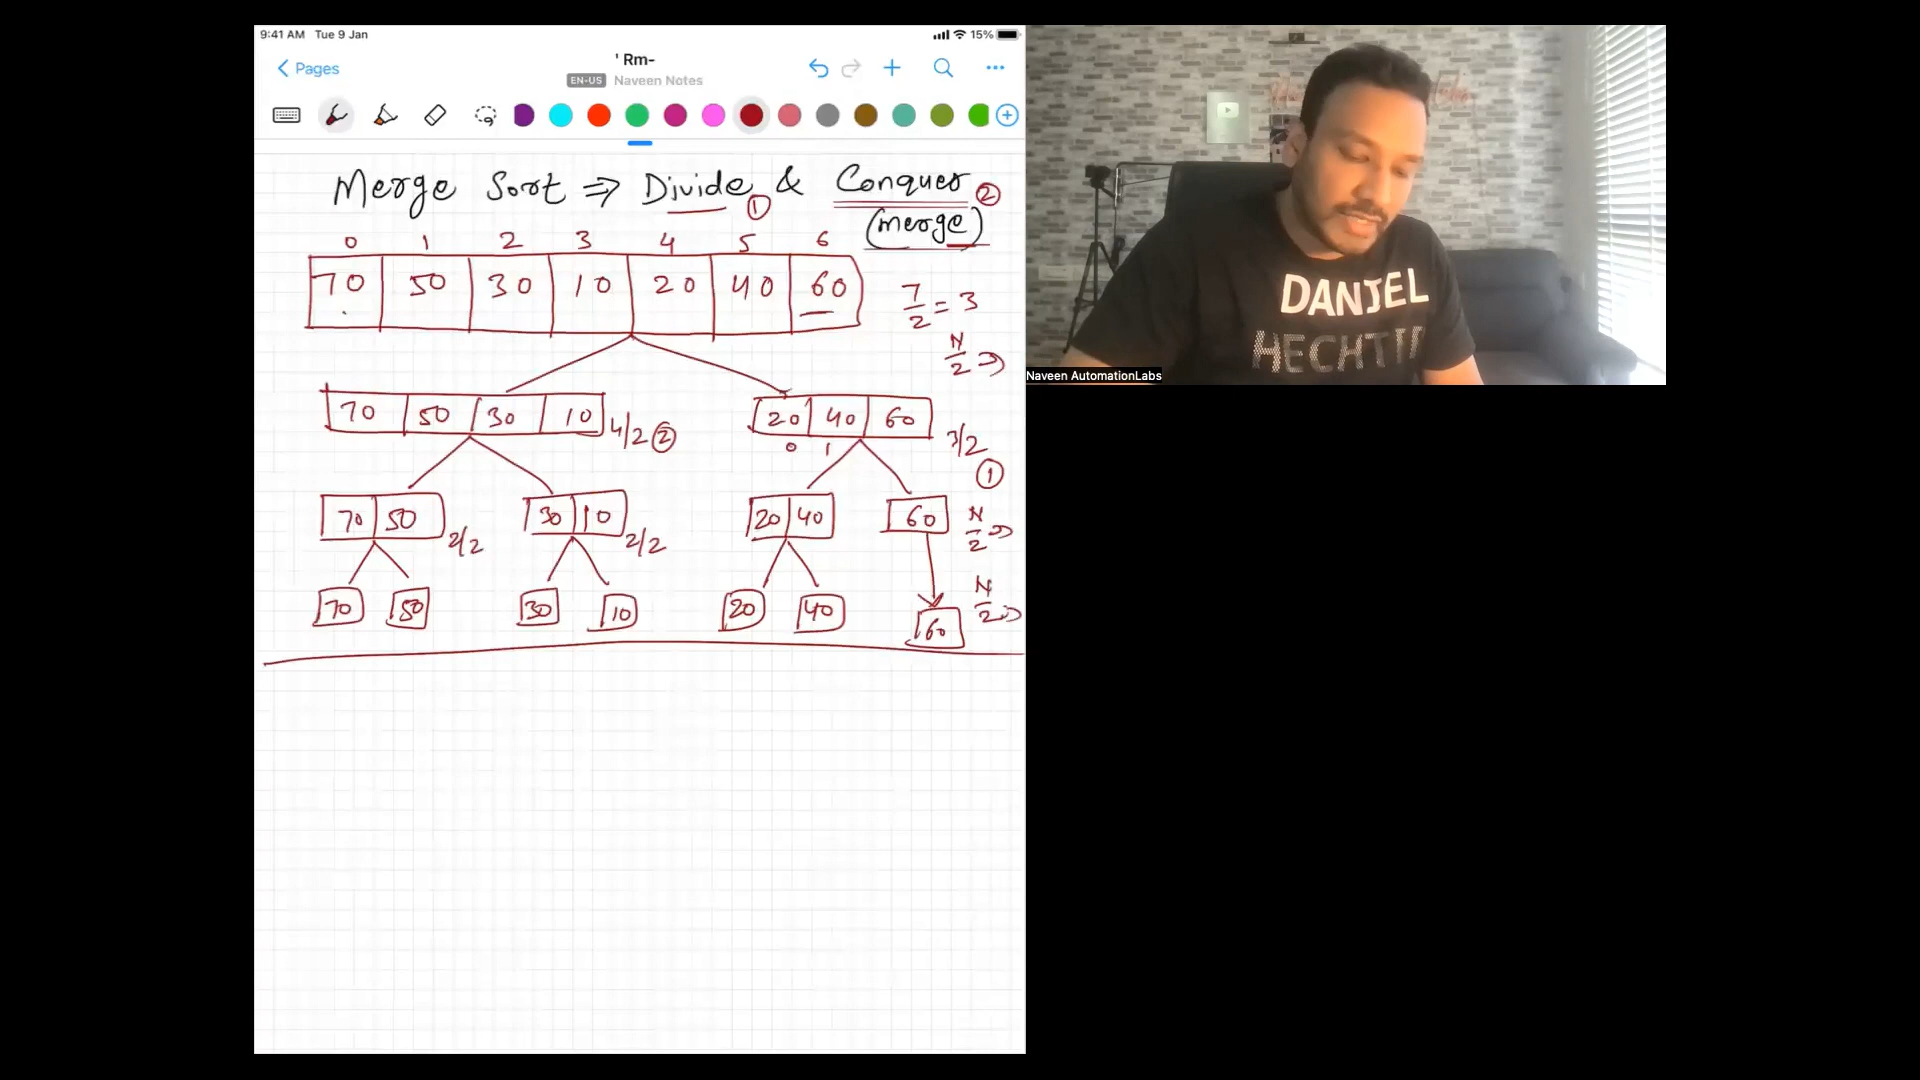 9:41 AM Tue 9 Jan 15%
Pages
' Rm-
EN-US Naveen Notes
Merge Sort ⇒ Divide & Conquer
① ②
(merge)
0 1 2 3 4 5 6
70 50 30 10 20 40 60
7/2 = 3
N/2 ⇒
70 50 30 10 4/2 ②
20 40 60 3/2
0 1
①
70 50 2/2 30 10 2/2 20 40 60 N/2 ⇒
70 50 30 10 20 40 60 N/2 ⇒
DANIEL
HECHTE
Naveen AutomationLabs